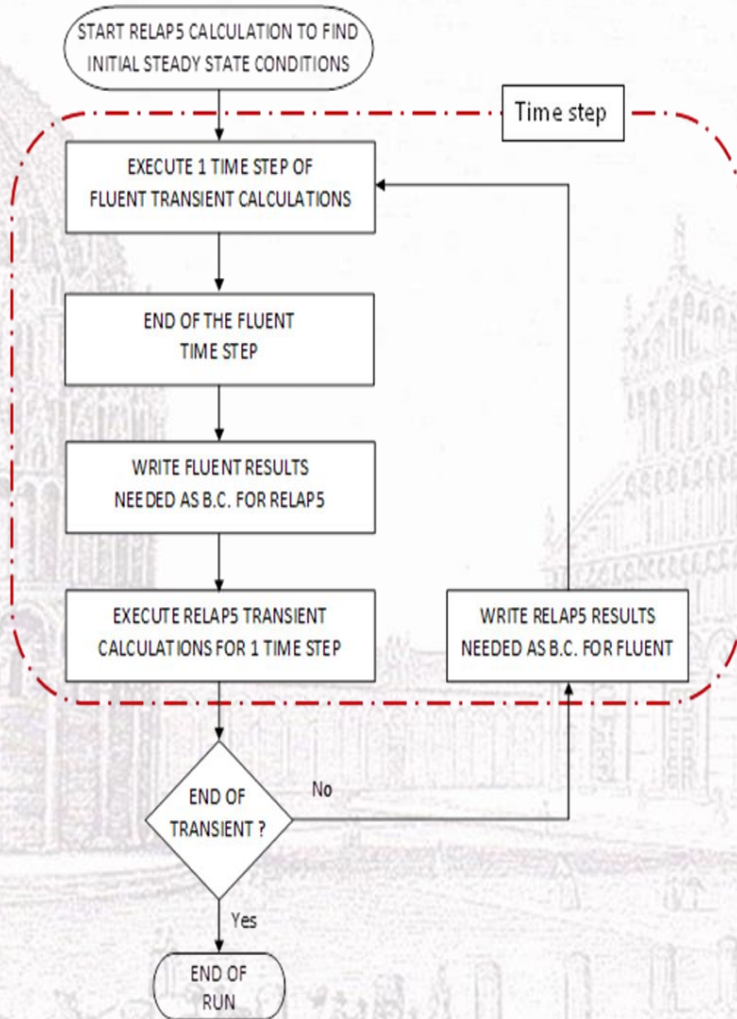 START RELAP5 CALCULATION TO FIND
INITIAL STEADY STATE CONDITIONS
Time step
EXECUTE 1 TIME STEP OF
FLUENT TRANSIENT CALCULATIONS
END OF THE FLUENT
TIME STEP
WRITE FLUENT RESULTS
NEEDED AS B.C. FOR RELAP5
EXECUTE RELAP5 TRANSIENT
CALCULATIONS FOR 1 TIME STEP
WRITE RELAP5 RESULTS
NEEDED AS B.C. FOR FLUENT
END OF
TRANSIENT ?
No
Yes
END OF
RUN